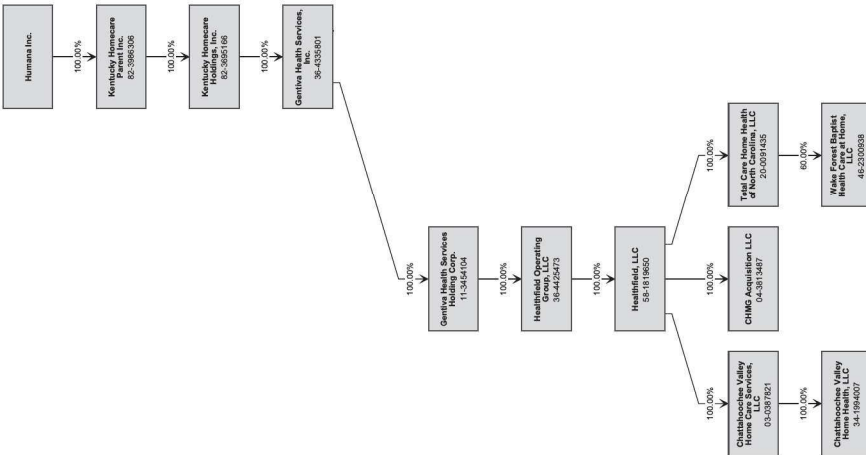 Humana Inc.
100.00%
Kentucky Homecare
Parent Inc.
82-3986306
100.00%
Kentucky Homecare
Holdings, Inc.
82-3695166
100.00%
Gentiva Health Services,
Inc.
36-4335801
100.00%
Gentiva Health Services
Holding Corp.
11-3454104
100.00%
Healthfield Operating
Group, LLC
36-4425473
100.00%
Healthfield, LLC
58-1819650
100.00%
Chattahoochee Valley
Home Care Services,
LLC
03-0387821
100.00%
Chattahoochee Valley
Home Health, LLC
34-1994007
100.00%
CHMG Acquisition LLC
04-3813487
100.00%
Total Care Home Health
of North Carolina, LLC
20-0091435
60.00%
Wake Forest Baptist
Health Care at Home,
LLC
46-2300938